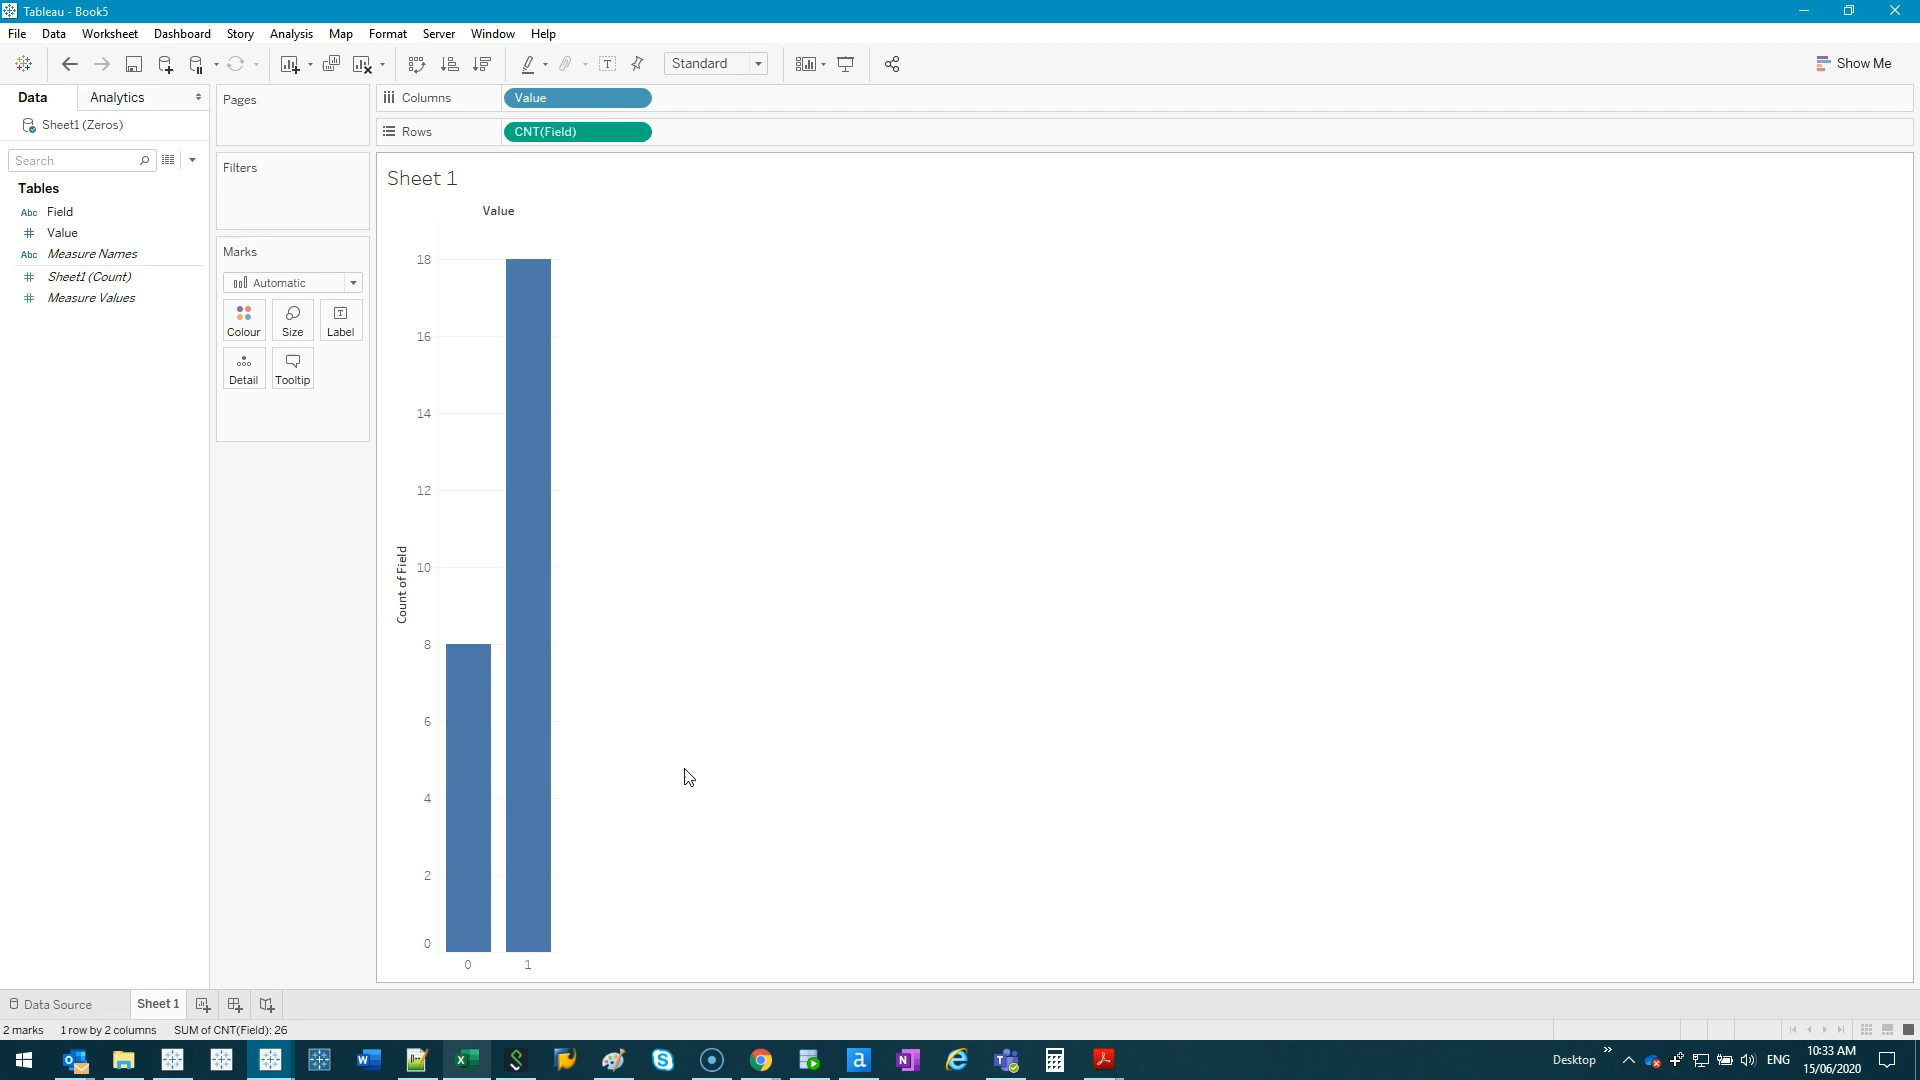 Tableau - Book5
File Data Worksheet Dashboard Story Analysis Map Format Server Window Help
Standard
Show Me
Data Analytics
Sheet1 (Zeros)
Search
Tables
Abc Field
# Value
Abc Measure Names
# Sheet1 (Count)
# Measure Values
Pages
Filters
Marks
Automatic
Colour Size Label
Detail Tooltip
Columns Value
Rows CNT(Field)
Sheet 1
Value
18
16
14
12
10
8
6
4
2
0
Count of Field
0 1
Data Source Sheet 1
2 marks 1 row by 2 columns SUM of CNT(Field): 26
Desktop ENG
10:33 AM
15/06/2020